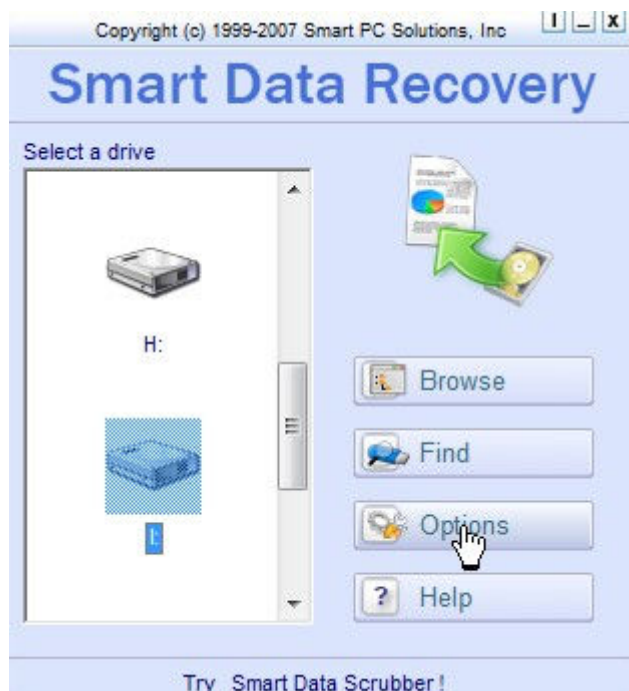 Copyright (c) 1999-2007 Smart PC Solutions, Inc
Smart Data Recovery
Select a drive
H:
I:
Browse
Find
Options
? Help
Try Smart Data Scrubber !